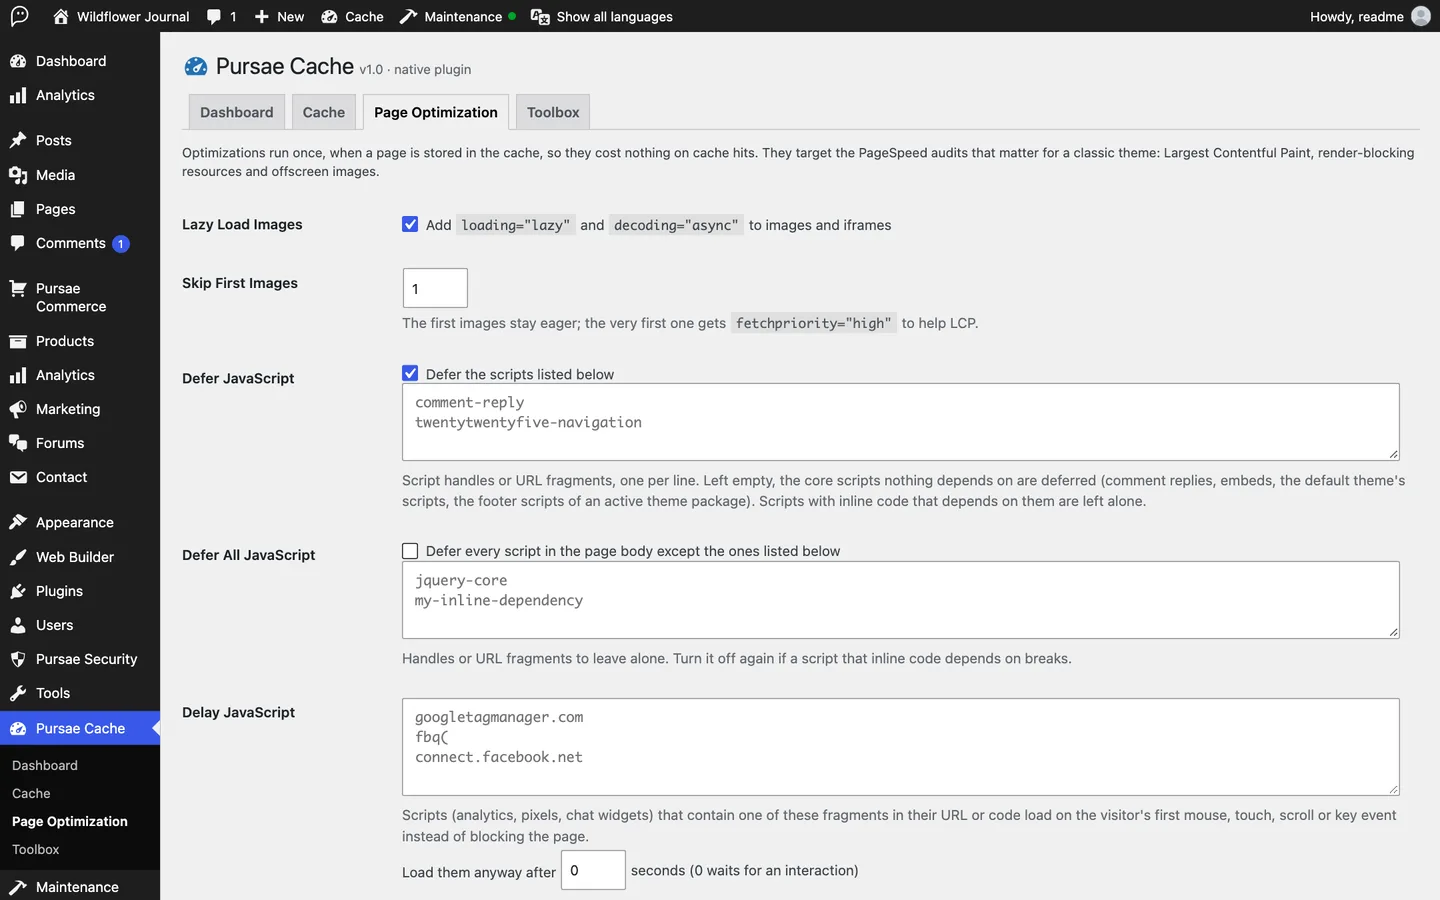 Wildflower Journal
1
New
Cache
Maintenance
Show all languages
Howdy, readme
Dashboard
Analytics
Posts
Media
Pages
Comments 1
Pursae
Commerce
Products
Analytics
Marketing
Forums
Contact
Appearance
Web Builder
Plugins
Users
Pursae Security
Tools
Pursae Cache
Dashboard
Cache
Page Optimization
Toolbox
Maintenance
Pursae Cache v1.0 · native plugin
Dashboard
Cache
Page Optimization
Toolbox
Optimizations run once, when a page is stored in the cache, so they cost nothing on cache hits. They target the PageSpeed audits that matter for a classic theme: Largest Contentful Paint, render-blocking
resources and offscreen images.
Lazy Load Images
Add loading="lazy" and decoding="async" to images and iframes
Skip First Images
1
The first images stay eager; the very first one gets fetchpriority="high" to help LCP.
Defer JavaScript
Defer the scripts listed below
comment-reply
twentytwentyfive-navigation
Script handles or URL fragments, one per line. Left empty, the core scripts nothing depends on are deferred (comment replies, embeds, the default theme's
scripts, the footer scripts of an active theme package). Scripts with inline code that depends on them are left alone.
Defer All JavaScript
Defer every script in the page body except the ones listed below
jquery-core
my-inline-dependency
Handles or URL fragments to leave alone. Turn it off again if a script that inline code depends on breaks.
Delay JavaScript
googletagmanager.com
fbq(
connect.facebook.net
Scripts (analytics, pixels, chat widgets) that contain one of these fragments in their URL or code load on the visitor's first mouse, touch, scroll or key event
instead of blocking the page.
Load them anyway after 0 seconds (0 waits for an interaction)